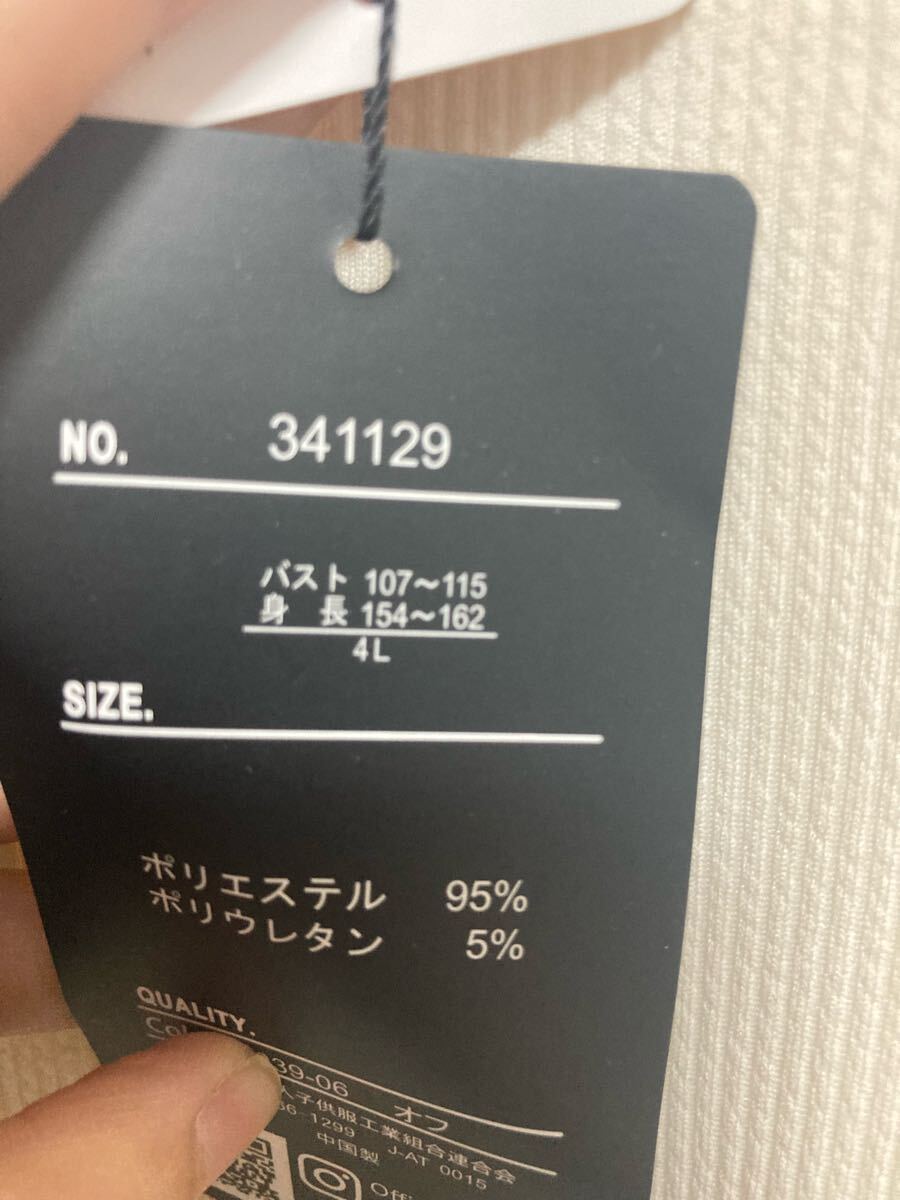 NO. 341129
バスト 107～115
身 長 154～162
4L
SIZE.
ポリエステル 95%
ポリウレタン 5%
QUALITY.
39-06 オフ
人子供服工業組合連合会
66-1299 J-AT 0015
中国製